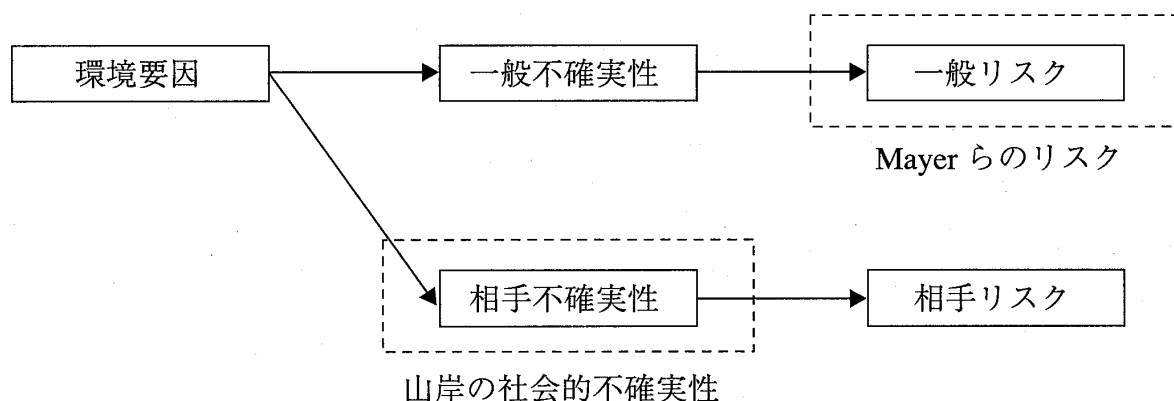 環境要因
一般不確実性
一般リスク
Mayer らのリスク
相手不確実性
相手リスク
山岸の社会的不確実性